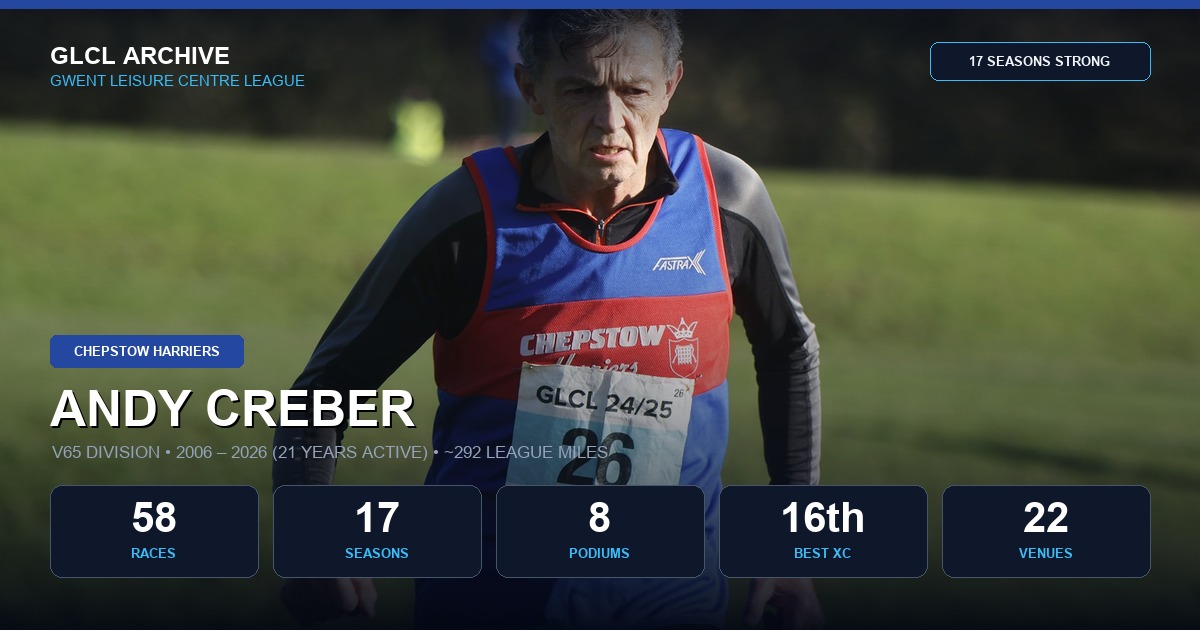 GLCL ARCHIVE
GWENT LEISURE CENTRE LEAGUE
17 SEASONS STRONG
FASTRAX
CHEPSTOW
Harriers
GLCL 24/25
26
26
CHEPSTOW HARRIERS
ANDY CREBER
V65 DIVISION • 2006 – 2026 (21 YEARS ACTIVE) • ~292 LEAGUE MILES
58
RACES
17
SEASONS
8
PODIUMS
16th
BEST XC
22
VENUES